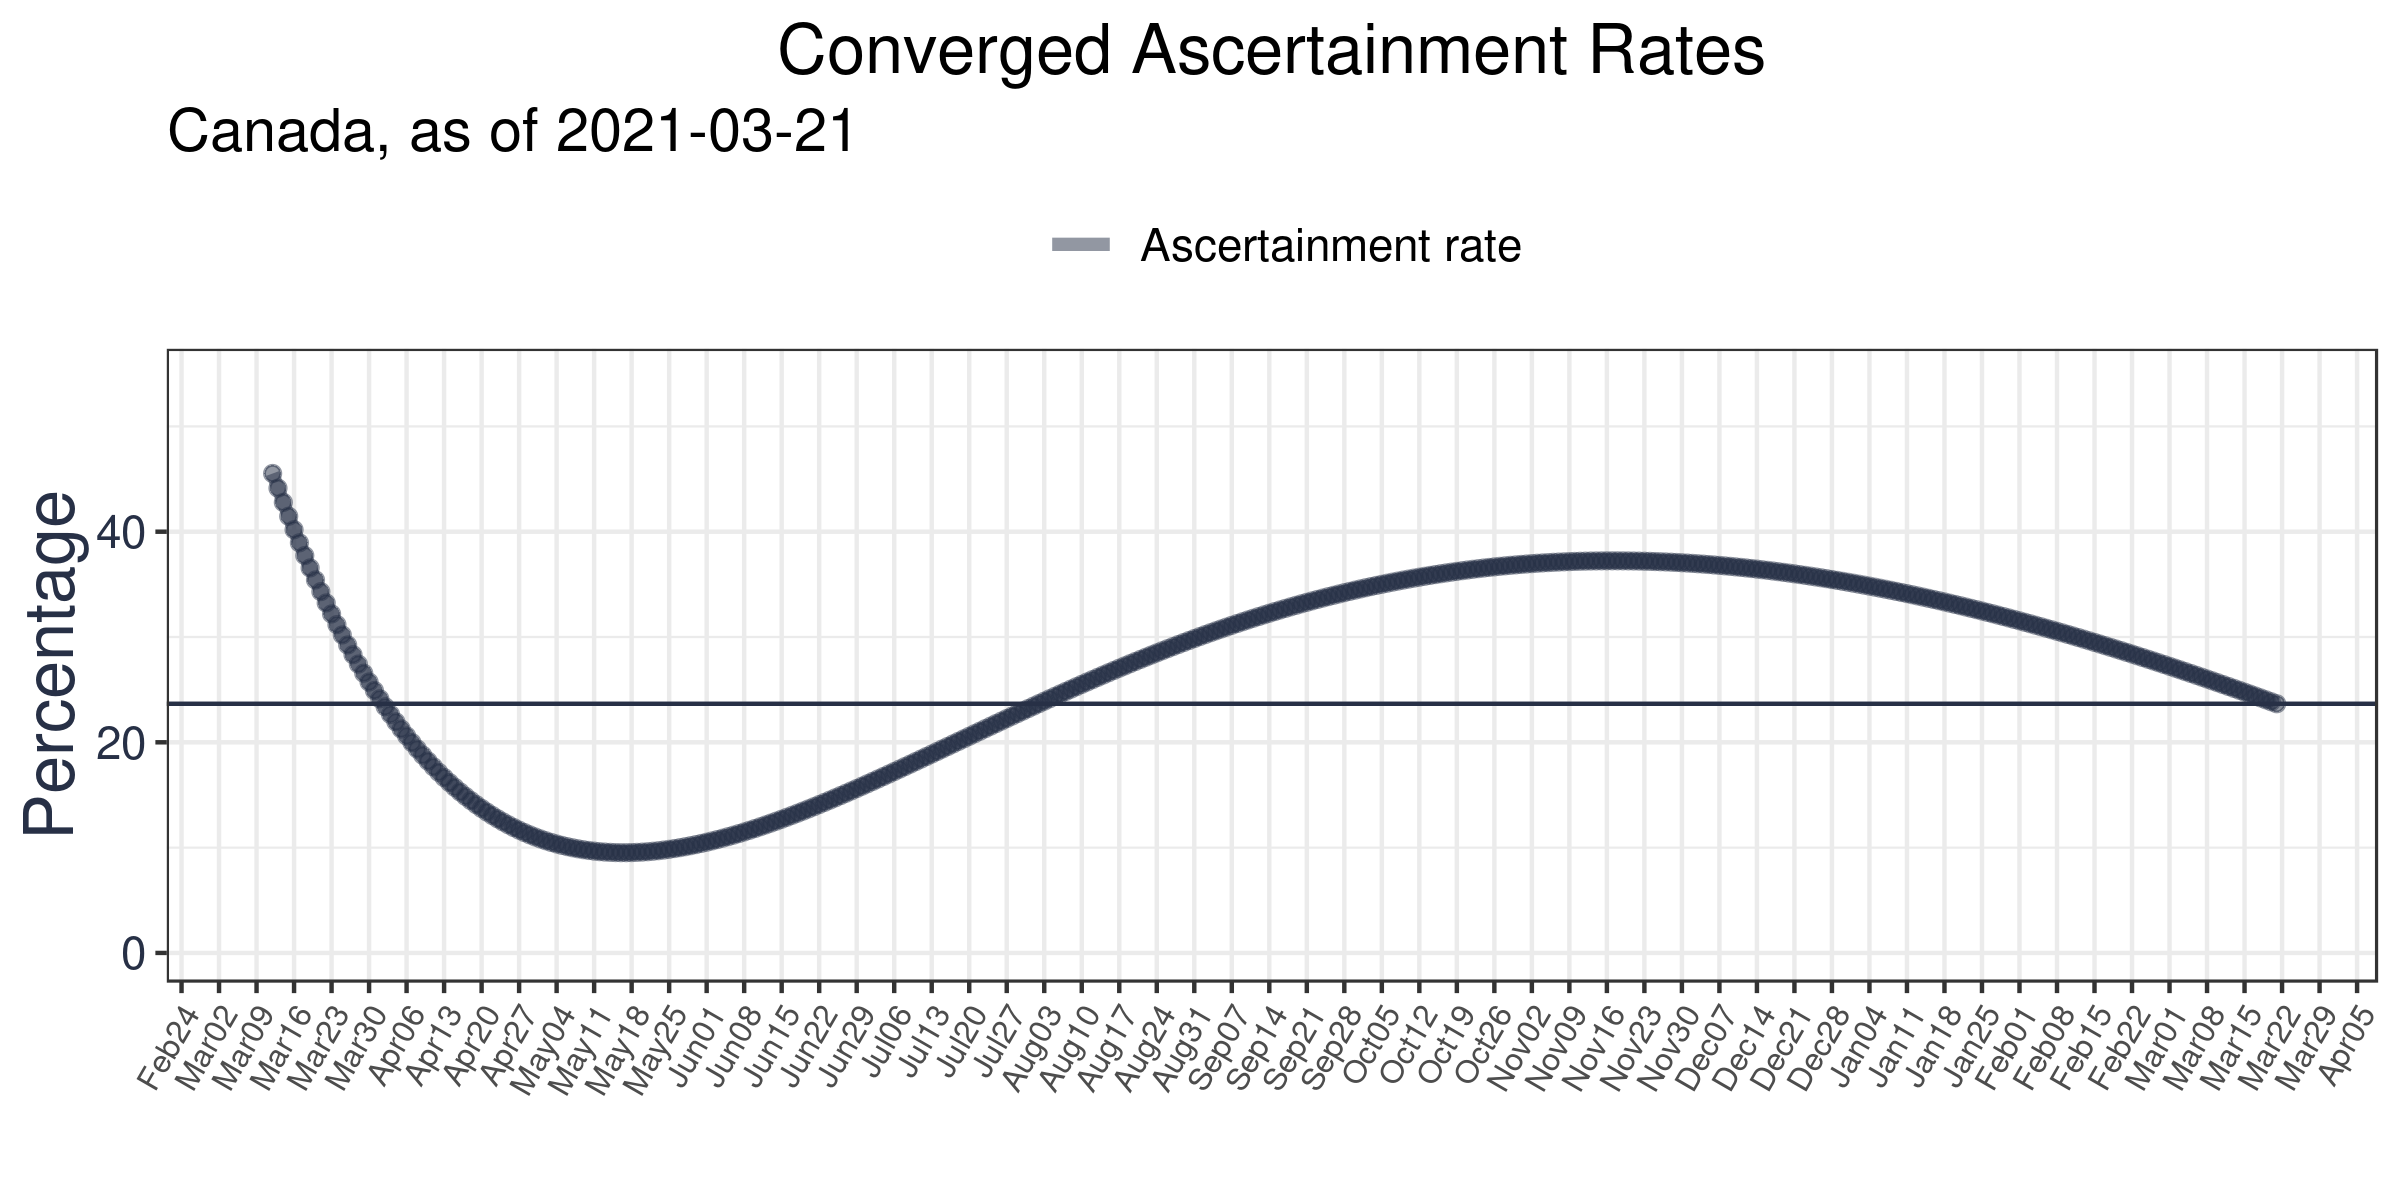 Converged Ascertainment Rates
Canada, as of 2021-03-21
Ascertainment rate
Percentage
40
20
0
Feb24
Mar02
Mar09
Mar16
Mar23
Mar30
Apr06
Apr13
Apr20
Apr27
May04
May11
May18
May25
Jun01
Jun08
Jun15
Jun22
Jun29
Jul06
Jul13
Jul20
Jul27
Aug03
Aug10
Aug17
Aug24
Aug31
Sep07
Sep14
Sep21
Sep28
Oct05
Oct12
Oct19
Oct26
Nov02
Nov09
Nov16
Nov23
Nov30
Dec07
Dec14
Dec21
Dec28
Jan04
Jan11
Jan18
Jan25
Feb01
Feb08
Feb15
Feb22
Mar01
Mar08
Mar15
Mar22
Mar29
Apr05